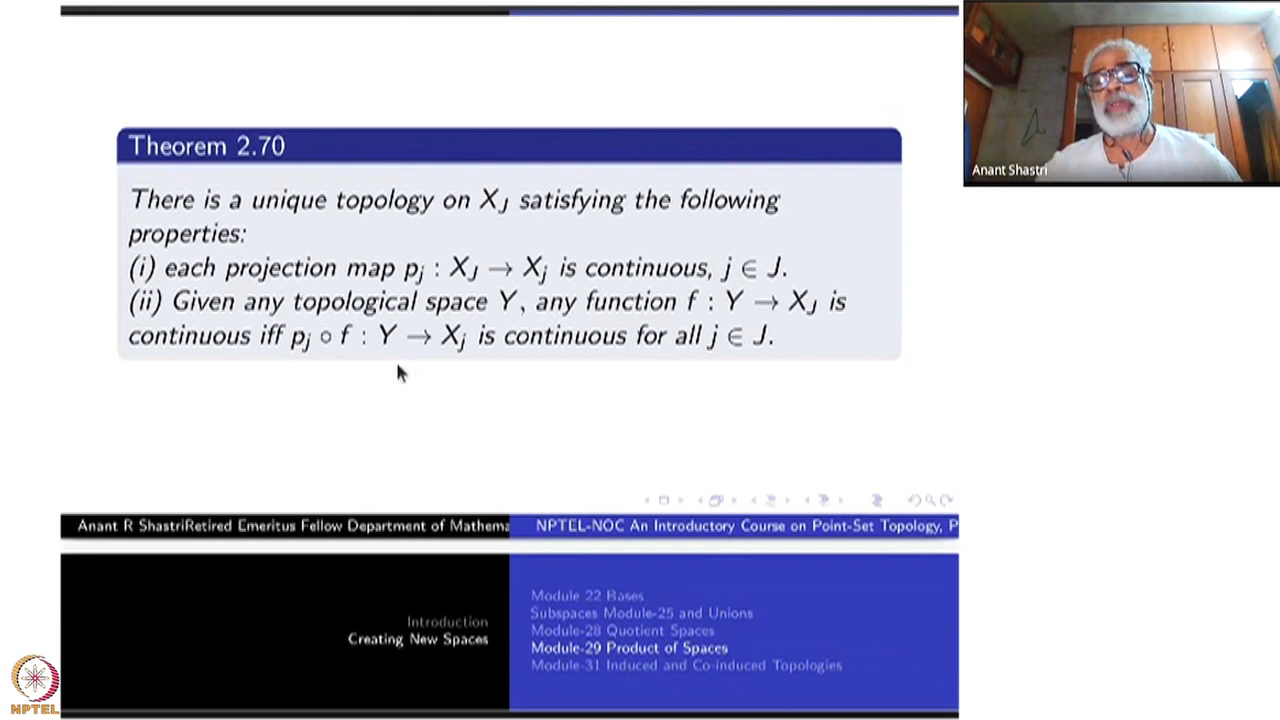 Anant Shastri
Theorem 2.70
There is a unique topology on X_J satisfying the following
properties:
(i) each projection map p_j : X_J → X_j is continuous, j ∈ J.
(ii) Given any topological space Y, any function f : Y → X_J is
continuous iff p_j ∘ f : Y → X_j is continuous for all j ∈ J.
Anant R ShastriRetired Emeritus Fellow Department of Mathema
NPTEL-NOC An Introductory Course on Point-Set Topology, P
Introduction
Creating New Spaces
Module 22 Bases
Subspaces Module-25 and Unions
Module-28 Quotient Spaces
Module-29 Product of Spaces
Module-31 Induced and Co-induced Topologies
NPTEL